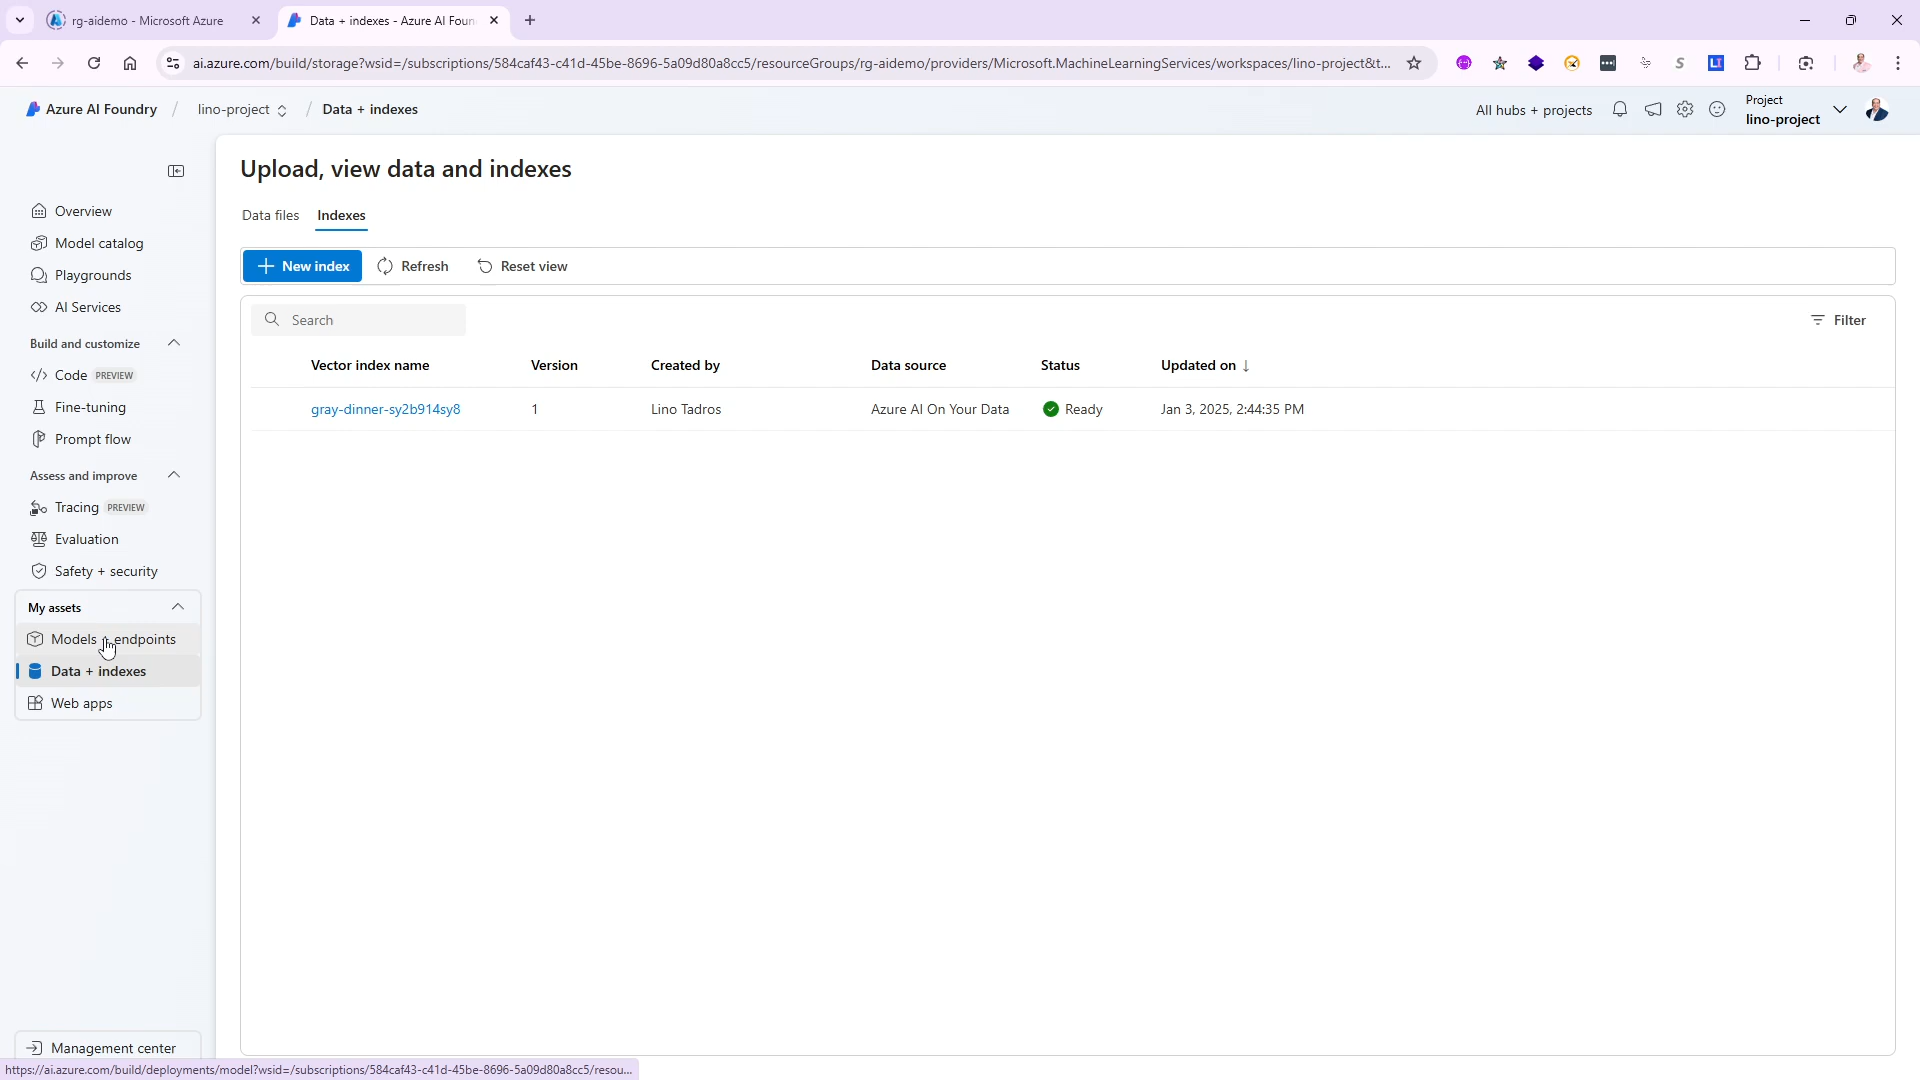 rg-aidemo - Microsoft Azure
Data + indexes - Azure AI Foun
ai.azure.com/build/storage?wsid=/subscriptions/584caf43-c41d-45be-8696-5a09d80a8cc5/resourceGroups/rg-aidemo/providers/Microsoft.MachineLearningServices/workspaces/lino-project&t...
LI
Azure AI Foundry / lino-project / Data + indexes
All hubs + projects
Project
lino-project
Upload, view data and indexes
Data files Indexes
New index Refresh Reset view
Search
Filter
Vector index name Version Created by Data source Status Updated on ↓
gray-dinner-sy2b914sy8 1 Lino Tadros Azure AI On Your Data Ready Jan 3, 2025, 2:44:35 PM
Overview
Model catalog
Playgrounds
AI Services
Build and customize
Code PREVIEW
Fine-tuning
Prompt flow
Assess and improve
Tracing PREVIEW
Evaluation
Safety + security
My assets
Models + endpoints
Data + indexes
Web apps
Management center
https://ai.azure.com/build/deployments/model?wsid=/subscriptions/584caf43-c41d-45be-8696-5a09d80a8cc5/resou...